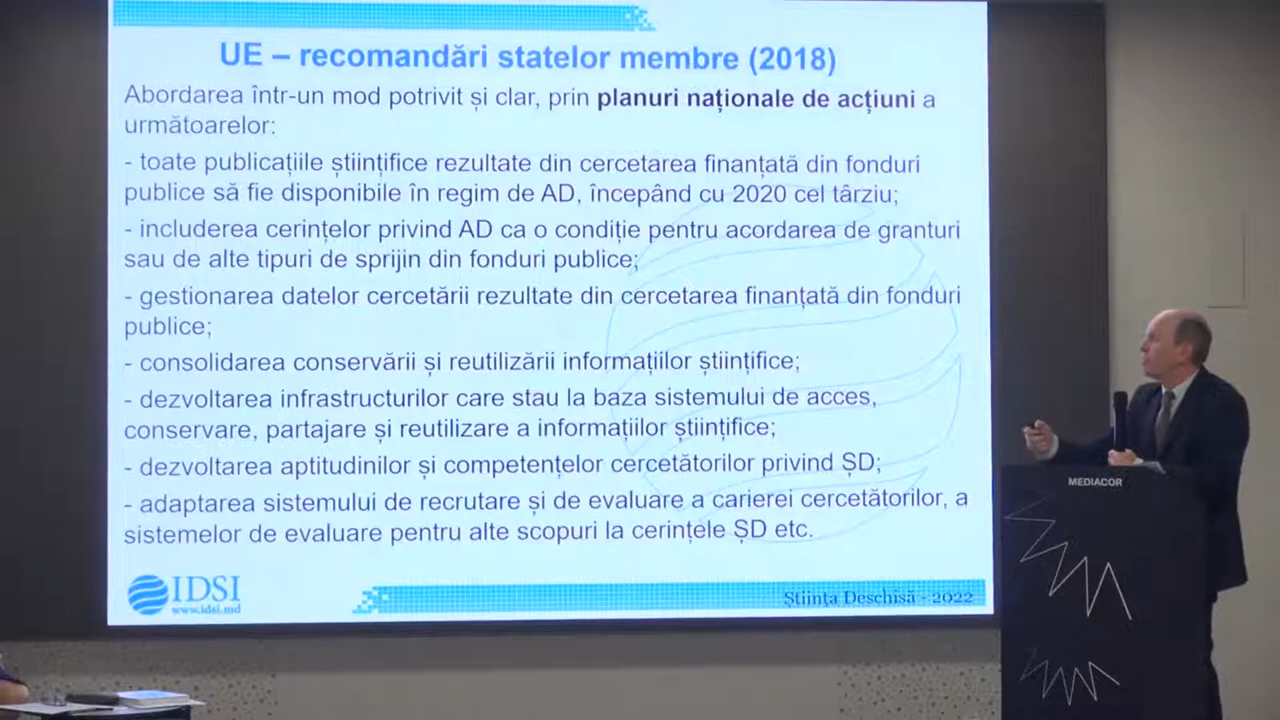 UE – recomandări statelor membre (2018)
Abordarea într-un mod potrivit și clar, prin planuri naționale de acțiuni a
următoarelor:
- toate publicațiile științifice rezultate din cercetarea finanțată din fonduri
publice să fie disponibile în regim de AD, începând cu 2020 cel târziu;
- includerea cerințelor privind AD ca o condiție pentru acordarea de granturi
sau de alte tipuri de sprijin din fonduri publice;
- gestionarea datelor cercetării rezultate din cercetarea finanțată din fonduri
publice;
- consolidarea conservării și reutilizării informațiilor științifice;
- dezvoltarea infrastructurilor care stau la baza sistemului de acces,
conservare, partajare și reutilizare a informațiilor științifice;
- dezvoltarea aptitudinilor și competențelor cercetătorilor privind ȘD;
- adaptarea sistemului de recrutare și de evaluare a carierei cercetătorilor, a
sistemelor de evaluare pentru alte scopuri la cerințele ȘD etc.
IDSI
www.idsi.md
Știința Deschisă - 2022
MEDIACOR